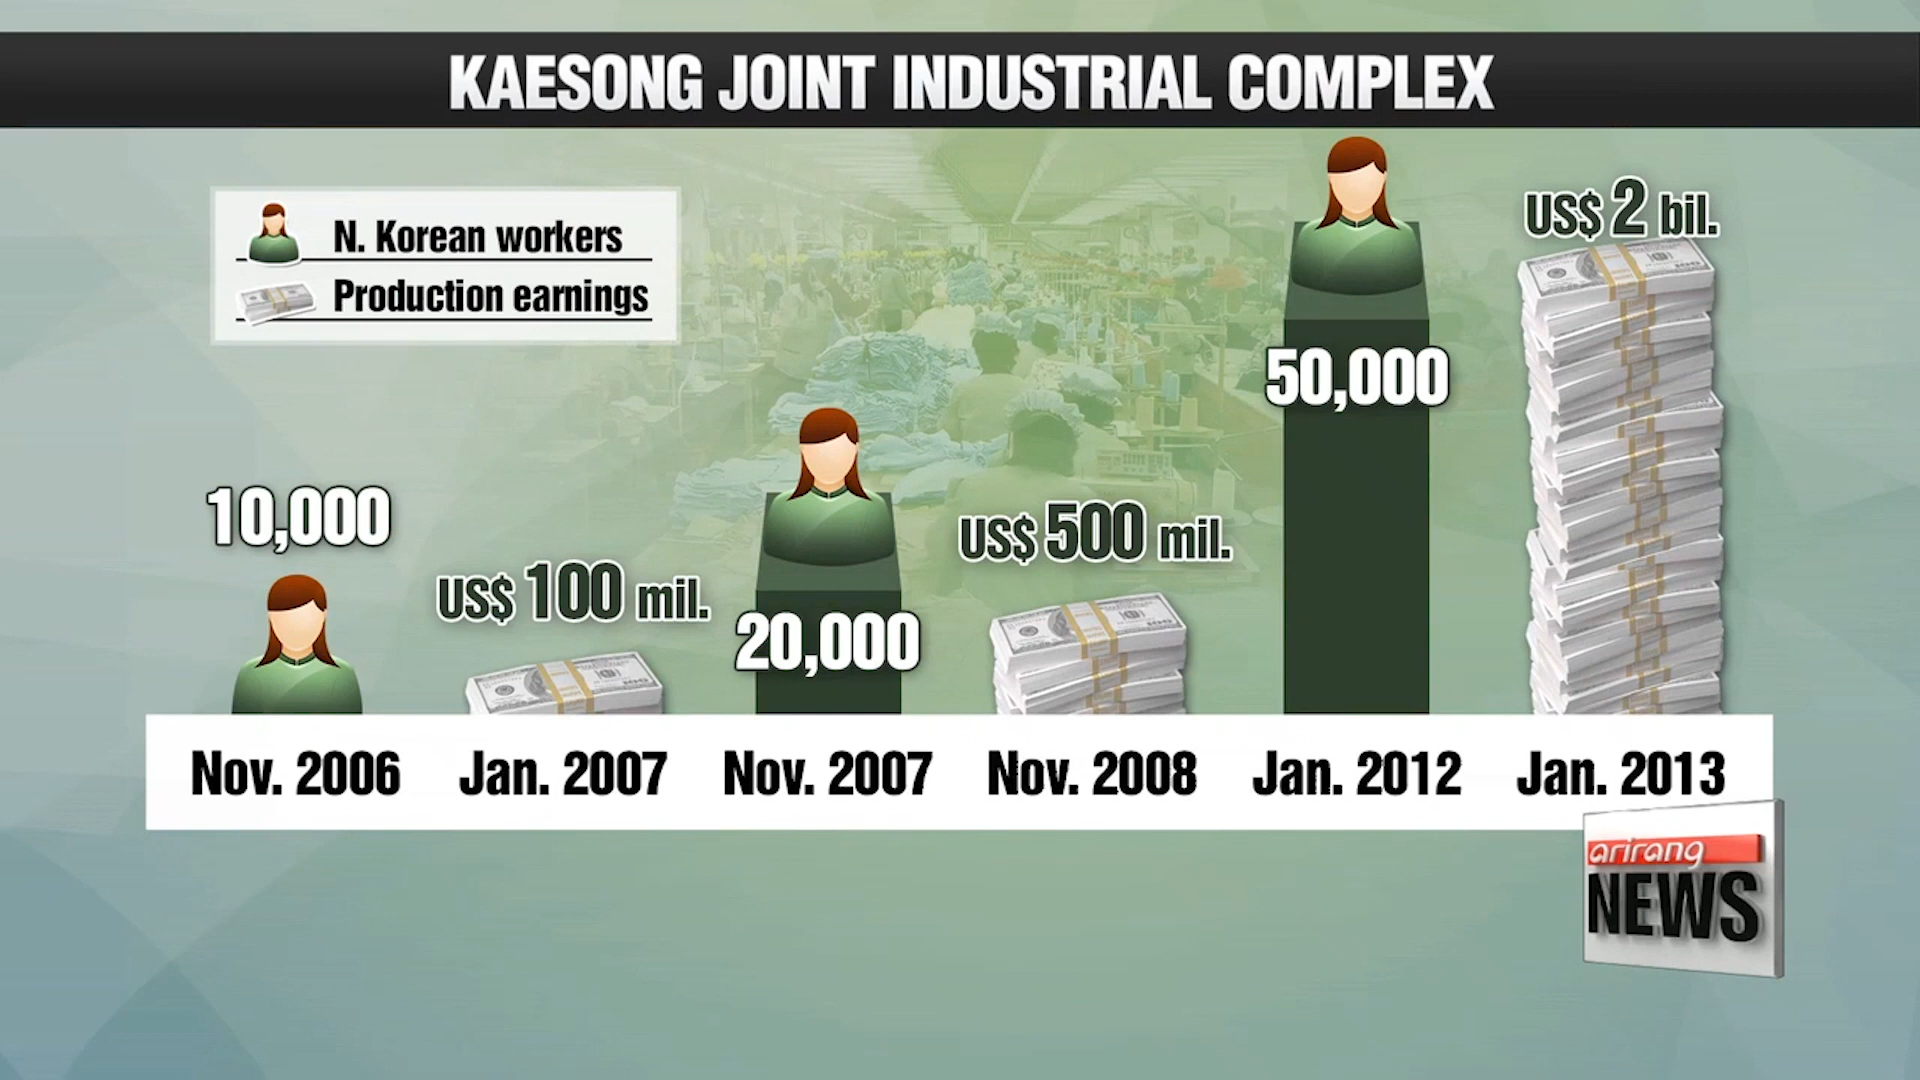 KAESONG JOINT INDUSTRIAL COMPLEX
N. Korean workers
Production earnings
10,000
US$ 100 mil.
20,000
US$ 500 mil.
50,000
US$ 2 bil.
Nov. 2006
Jan. 2007
Nov. 2007
Nov. 2008
Jan. 2012
Jan. 2013
arirang
NEWS